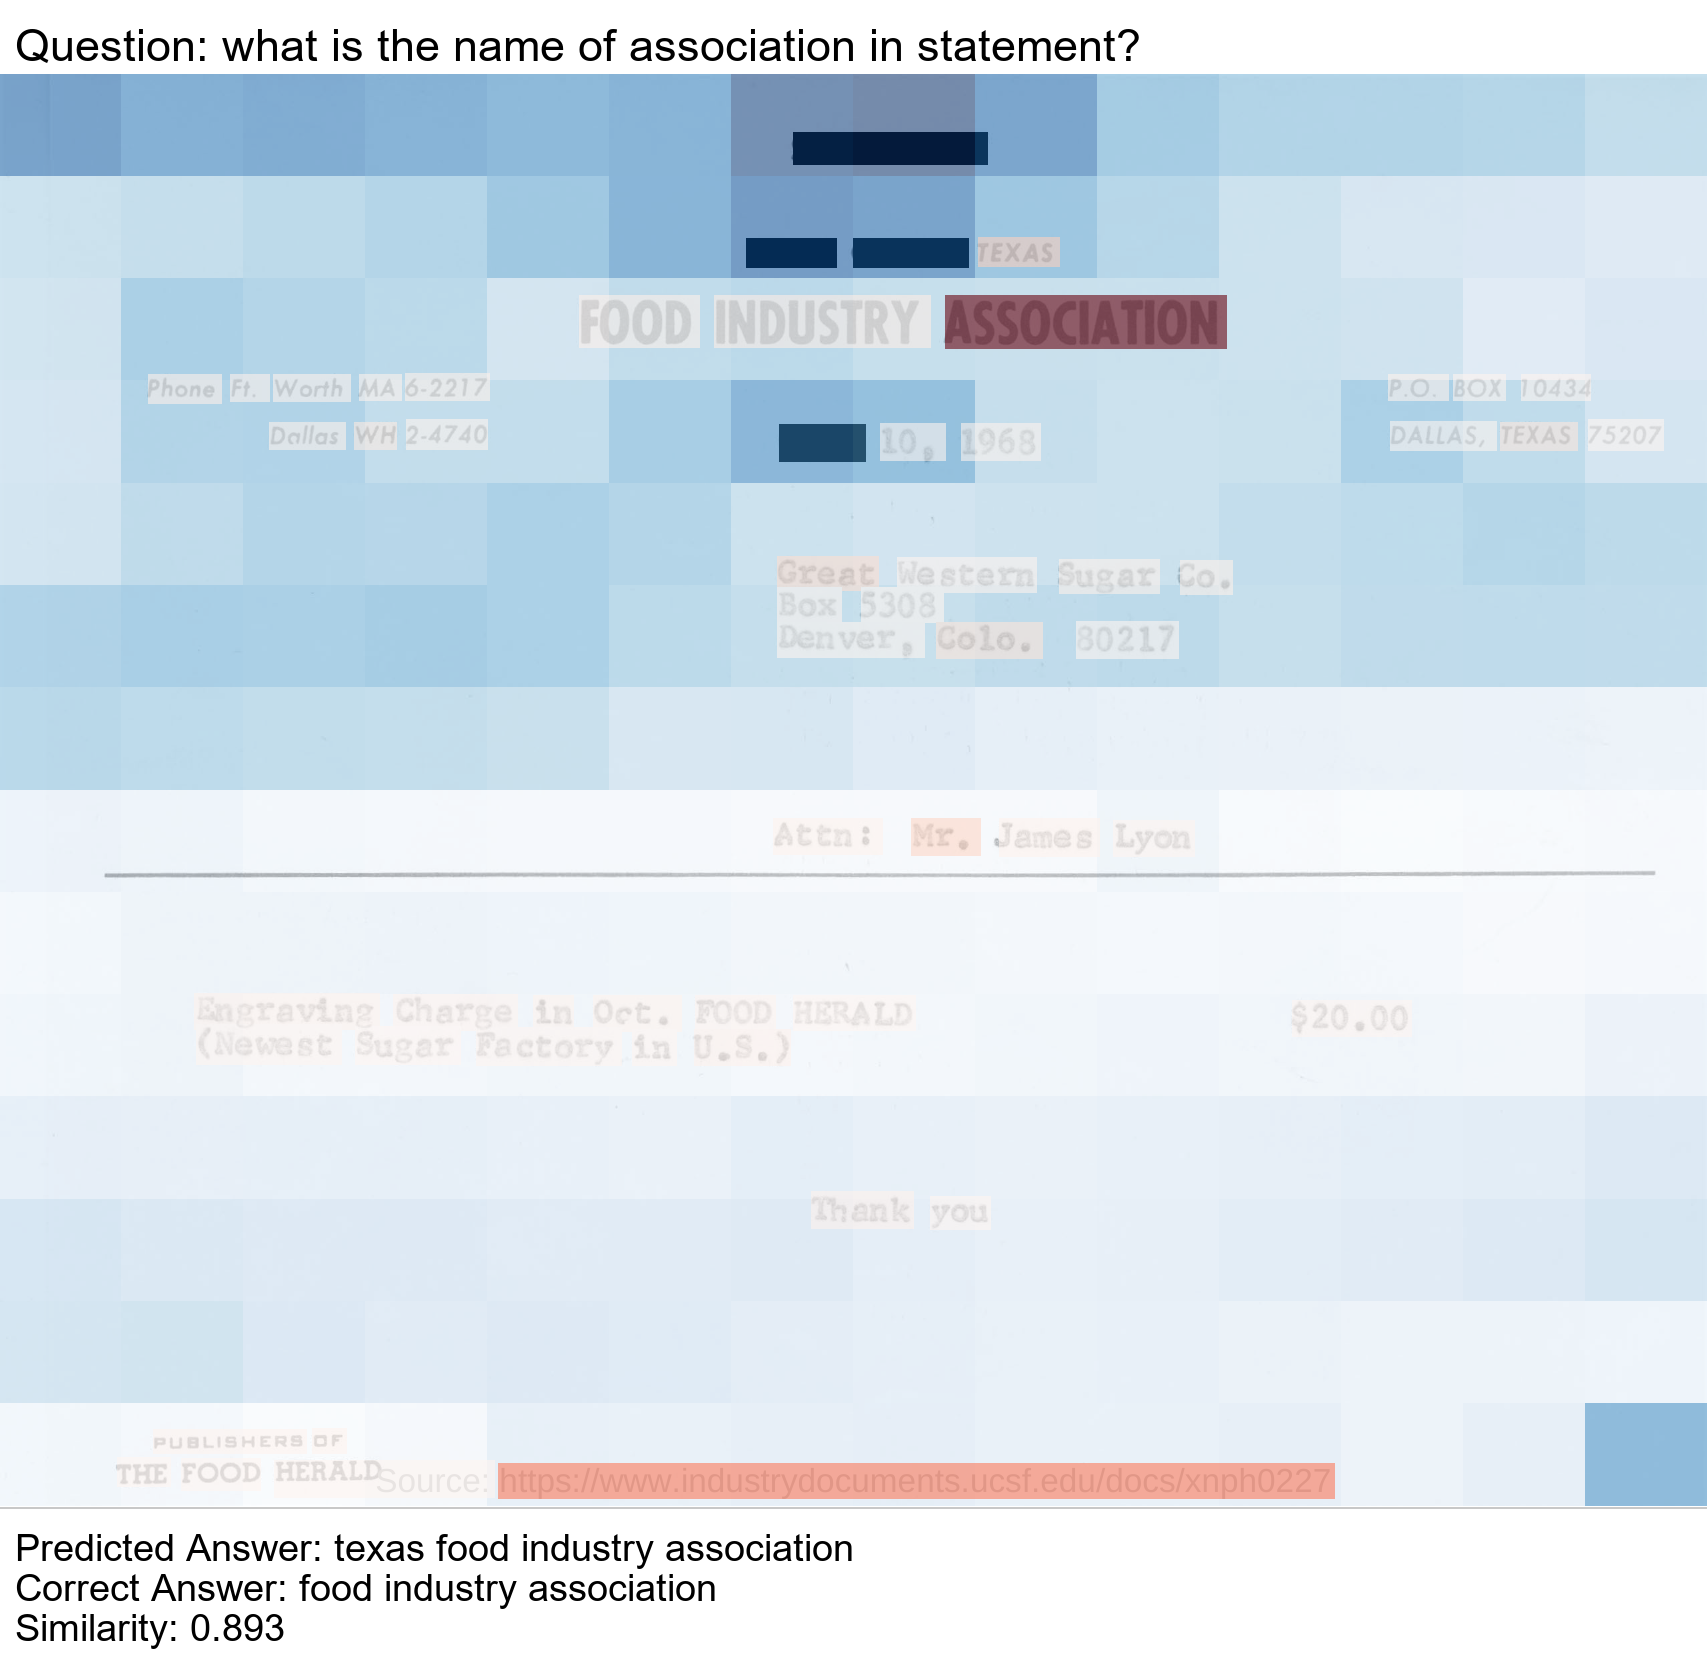 Question: what is the name of association in statement?
TEXAS
FOOD INDUSTRY ASSOCIATION
Phone Ft. Worth MA 6-2217
Dallas WH 2-4740
10, 1968
P.O. BOX 10434
DALLAS, TEXAS 75207
Great Western Sugar Co.
Box 5308
Denver, Colo. 80217
Attn: Mr. James Lyon
Engraving Charge in Oct. FOOD HERALD $20.00
(Newest Sugar Factory in U.S.)
Thank you
PUBLISHERS OF
THE FOOD HERALD
Source: https://www.industrydocuments.ucsf.edu/docs/xnph0227
Predicted Answer: texas food industry association
Correct Answer: food industry association
Similarity: 0.893